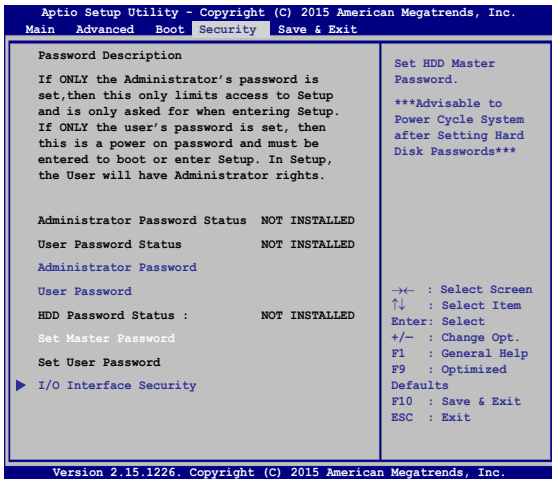 Aptio Setup Utility - Copyright (C) 2015 American Megatrends, Inc.
Main Advanced Boot Security Save & Exit
Password Description
If ONLY the Administrator's password is
set,then this only limits access to Setup
and is only asked for when entering Setup.
If ONLY the user's password is set, then
this is a power on password and must be
entered to boot or enter Setup. In Setup,
the User will have Administrator rights.
Administrator Password Status NOT INSTALLED
User Password Status NOT INSTALLED
Administrator Password
User Password
HDD Password Status : NOT INSTALLED
Set Master Password
Set User Password
I/O Interface Security
Set HDD Master
Password.
***Advisable to
Power Cycle System
after Setting Hard
Disk Passwords***
→← : Select Screen
↑↓ : Select Item
Enter: Select
+/— : Change Opt.
F1 : General Help
F9 : Optimized
Defaults
F10 : Save & Exit
ESC : Exit
Version 2.15.1226. Copyright (C) 2015 American Megatrends, Inc.